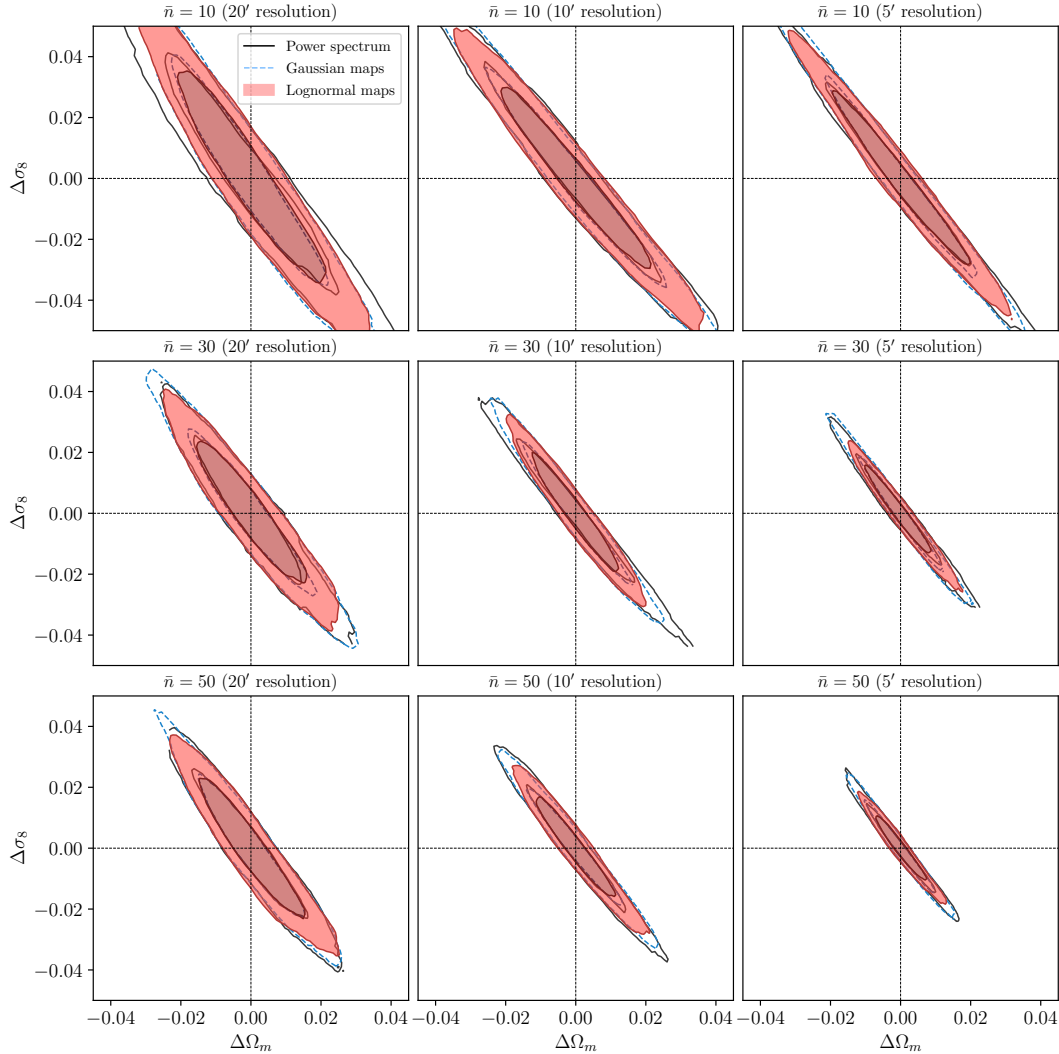 n̄ = 10 (20′ resolution)
n̄ = 10 (10′ resolution)
n̄ = 10 (5′ resolution)
Power spectrum
Gaussian maps
Lognormal maps
0.04
0.02
0.00
−0.02
−0.04
Δσ₈
n̄ = 30 (20′ resolution)
n̄ = 30 (10′ resolution)
n̄ = 30 (5′ resolution)
0.04
0.02
0.00
−0.02
−0.04
Δσ₈
n̄ = 50 (20′ resolution)
n̄ = 50 (10′ resolution)
n̄ = 50 (5′ resolution)
0.04
0.02
0.00
−0.02
−0.04
Δσ₈
−0.04 −0.02 0.00 0.02 0.04
−0.04 −0.02 0.00 0.02 0.04
−0.04 −0.02 0.00 0.02 0.04
ΔΩₘ
ΔΩₘ
ΔΩₘ